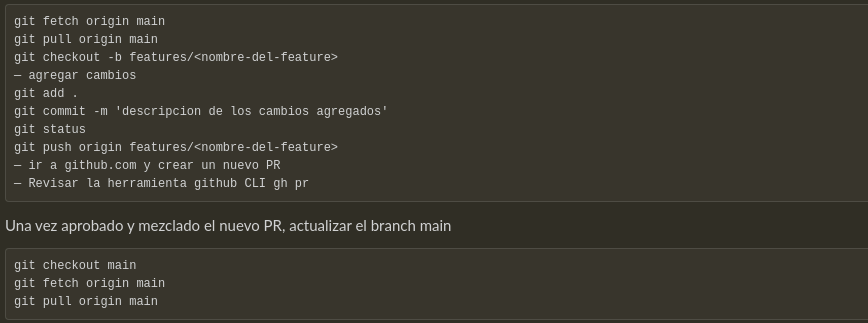 git fetch origin main
git pull origin main
git checkout -b features/<nombre-del-feature>
— agregar cambios
git add .
git commit -m 'descripcion de los cambios agregados'
git status
git push origin features/<nombre-del-feature>
— ir a github.com y crear un nuevo PR
— Revisar la herramienta github CLI gh pr
Una vez aprobado y mezclado el nuevo PR, actualizar el branch main
git checkout main
git fetch origin main
git pull origin main